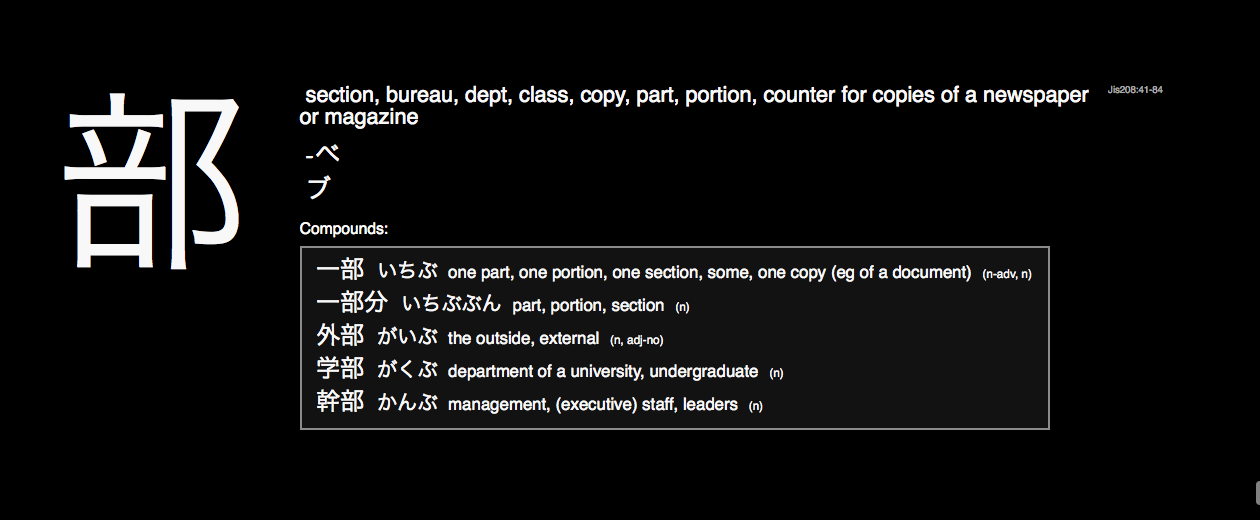 部
section, bureau, dept, class, copy, part, portion, counter for copies of a newspaper
or magazine
Jis208:41-84
-べ
ブ
Compounds:
一部 いちぶ one part, one portion, one section, some, one copy (eg of a document) (n-adv, n)
一部分 いちぶぶん part, portion, section (n)
外部 がいぶ the outside, external (n, adj-no)
学部 がくぶ department of a university, undergraduate (n)
幹部 かんぶ management, (executive) staff, leaders (n)